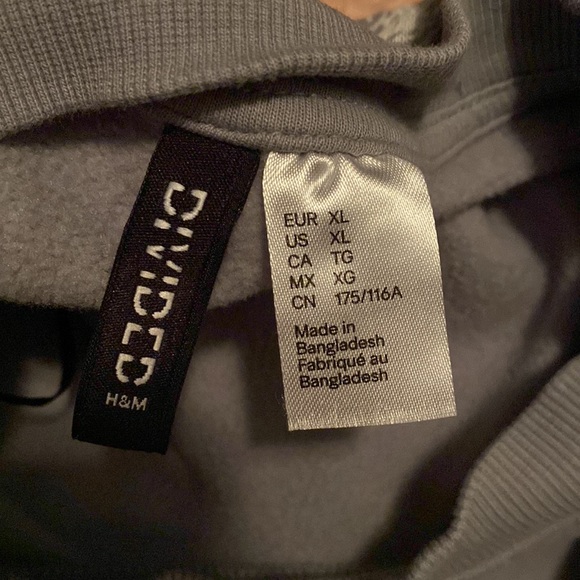 DIVIDED
H&M
EUR XL
US XL
CA TG
MX XG
CN 175/116A
Made in
Bangladesh
Fabriqué au
Bangladesh